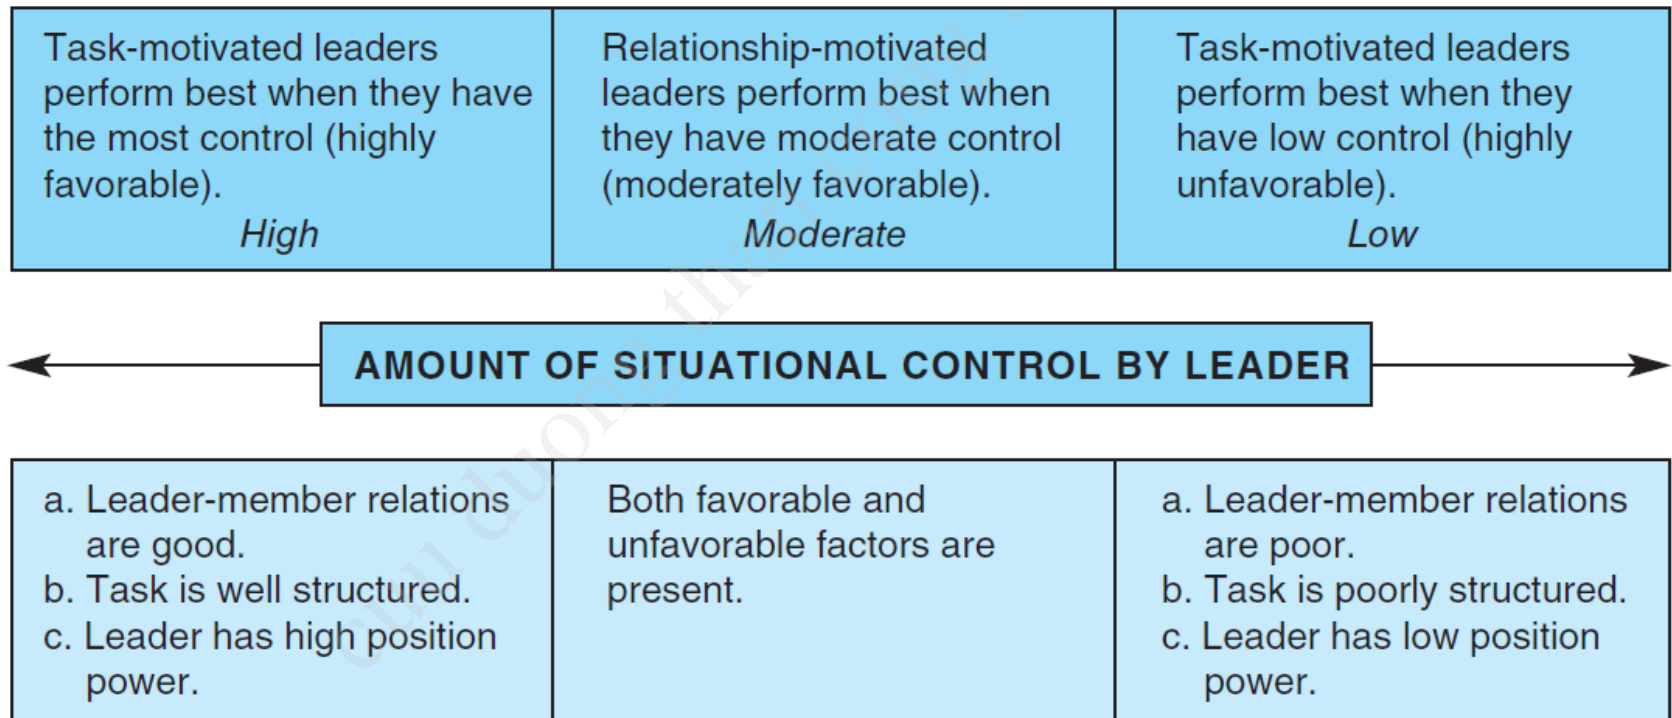 Task-motivated leaders
perform best when they have
the most control (highly
favorable).
High
Relationship-motivated
leaders perform best when
they have moderate control
(moderately favorable).
Moderate
Task-motivated leaders
perform best when they
have low control (highly
unfavorable).
Low
AMOUNT OF SITUATIONAL CONTROL BY LEADER
a. Leader-member relations
are good.
b. Task is well structured.
c. Leader has high position
power.
Both favorable and
unfavorable factors are
present.
a. Leader-member relations
are poor.
b. Task is poorly structured.
c. Leader has low position
power.
cuu duong than cong